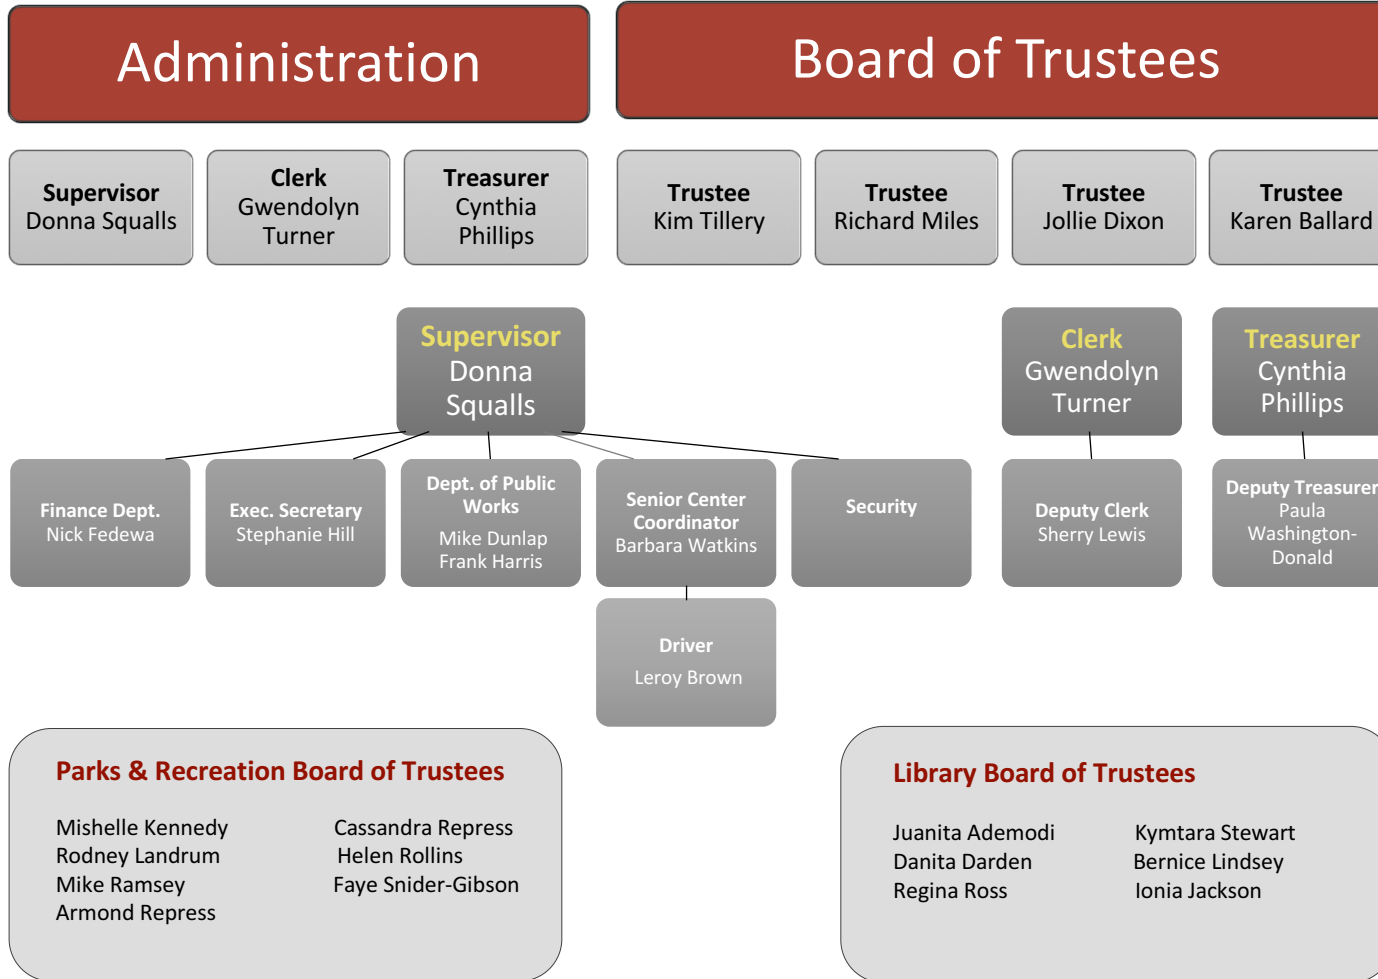 Administration
Board of Trustees
Supervisor
Donna Squalls
Clerk
Gwendolyn
Turner
Treasurer
Cynthia
Phillips
Trustee
Kim Tillery
Trustee
Richard Miles
Trustee
Jollie Dixon
Trustee
Karen Ballard
Supervisor
Donna
Squalls
Clerk
Gwendolyn
Turner
Treasurer
Cynthia
Phillips
Finance Dept.
Nick Fedewa
Exec. Secretary
Stephanie Hill
Dept. of Public
Works
Mike Dunlap
Frank Harris
Senior Center
Coordinator
Barbara Watkins
Security
Deputy Clerk
Sherry Lewis
Deputy Treasurer
Paula
Washington-
Donald
Driver
Leroy Brown
Parks & Recreation Board of Trustees
Mishelle Kennedy
Rodney Landrum
Mike Ramsey
Armond Repress
Cassandra Repress
Helen Rollins
Faye Snider-Gibson
Library Board of Trustees
Juanita Ademodi
Danita Darden
Regina Ross
Kymtara Stewart
Bernice Lindsey
Ionia Jackson